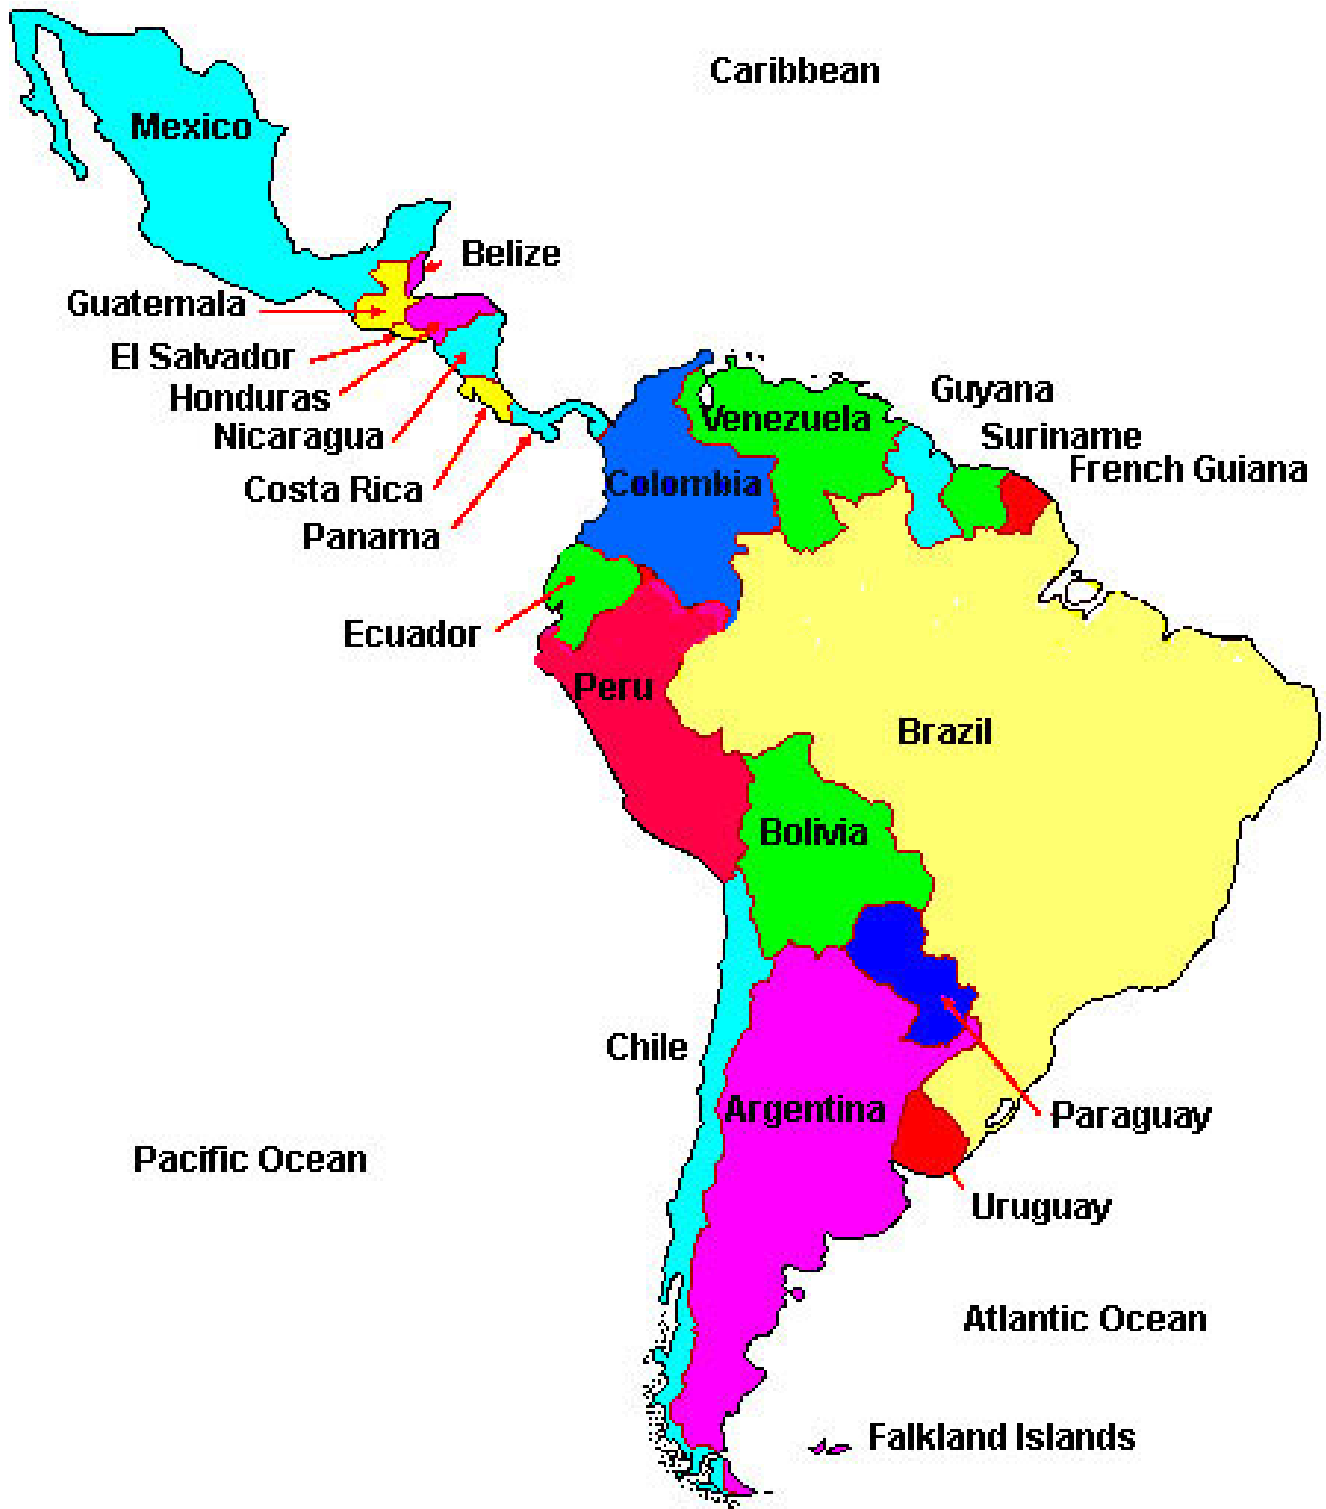 Caribbean
Mexico
Belize
Guatemala
El Salvador
Honduras
Nicaragua
Costa Rica
Panama
Venezuela
Guyana
Suriname
French Guiana
Colombia
Ecuador
Peru
Brazil
Bolivia
Chile
Argentina
Paraguay
Pacific Ocean
Uruguay
Atlantic Ocean
Falkland Islands